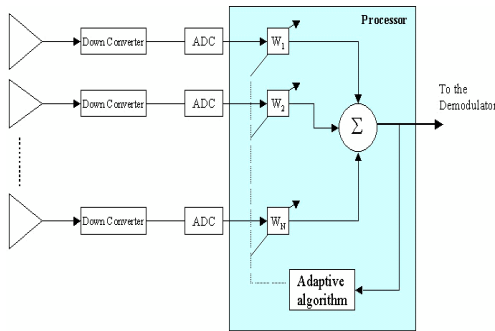 Processor
Down Converter
ADC
W1
To the
Demodulator
Down Converter
ADC
W2
Σ
Down Converter
ADC
WN
Adaptive
algorithm